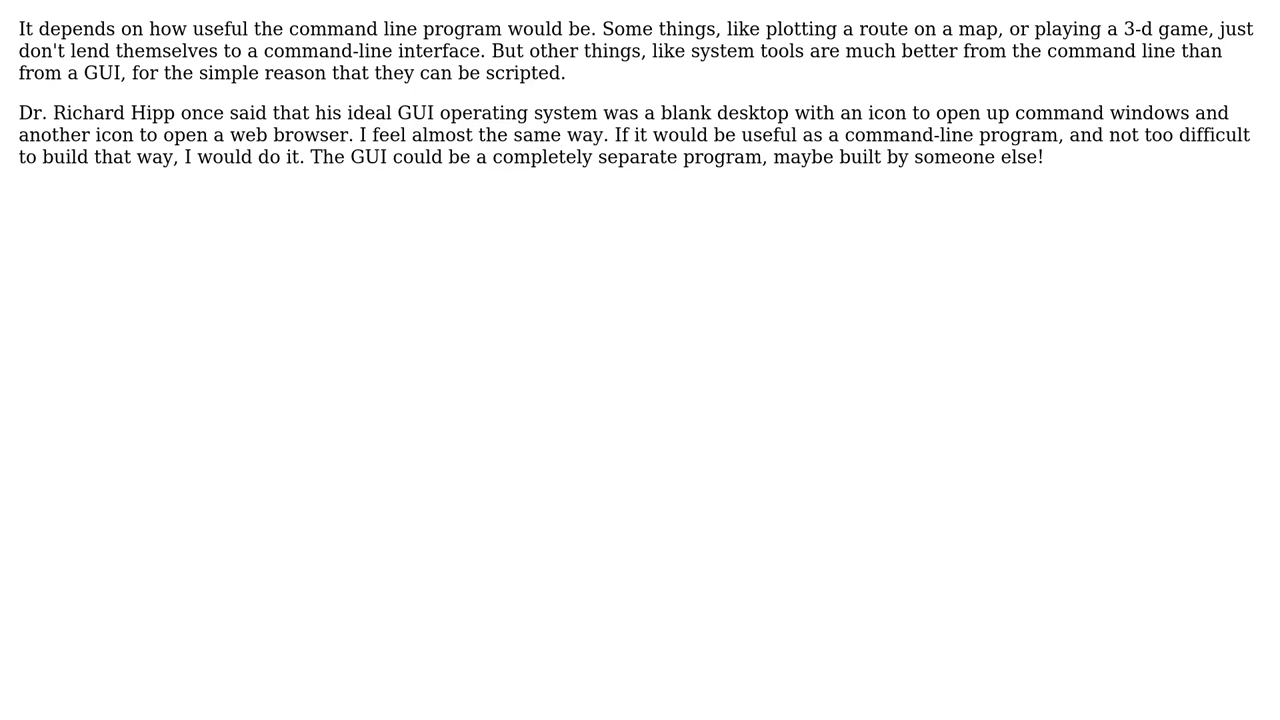 It depends on how useful the command line program would be. Some things, like plotting a route on a map, or playing a 3-d game, just
don't lend themselves to a command-line interface. But other things, like system tools are much better from the command line than
from a GUI, for the simple reason that they can be scripted.
Dr. Richard Hipp once said that his ideal GUI operating system was a blank desktop with an icon to open up command windows and
another icon to open a web browser. I feel almost the same way. If it would be useful as a command-line program, and not too difficult
to build that way, I would do it. The GUI could be a completely separate program, maybe built by someone else!